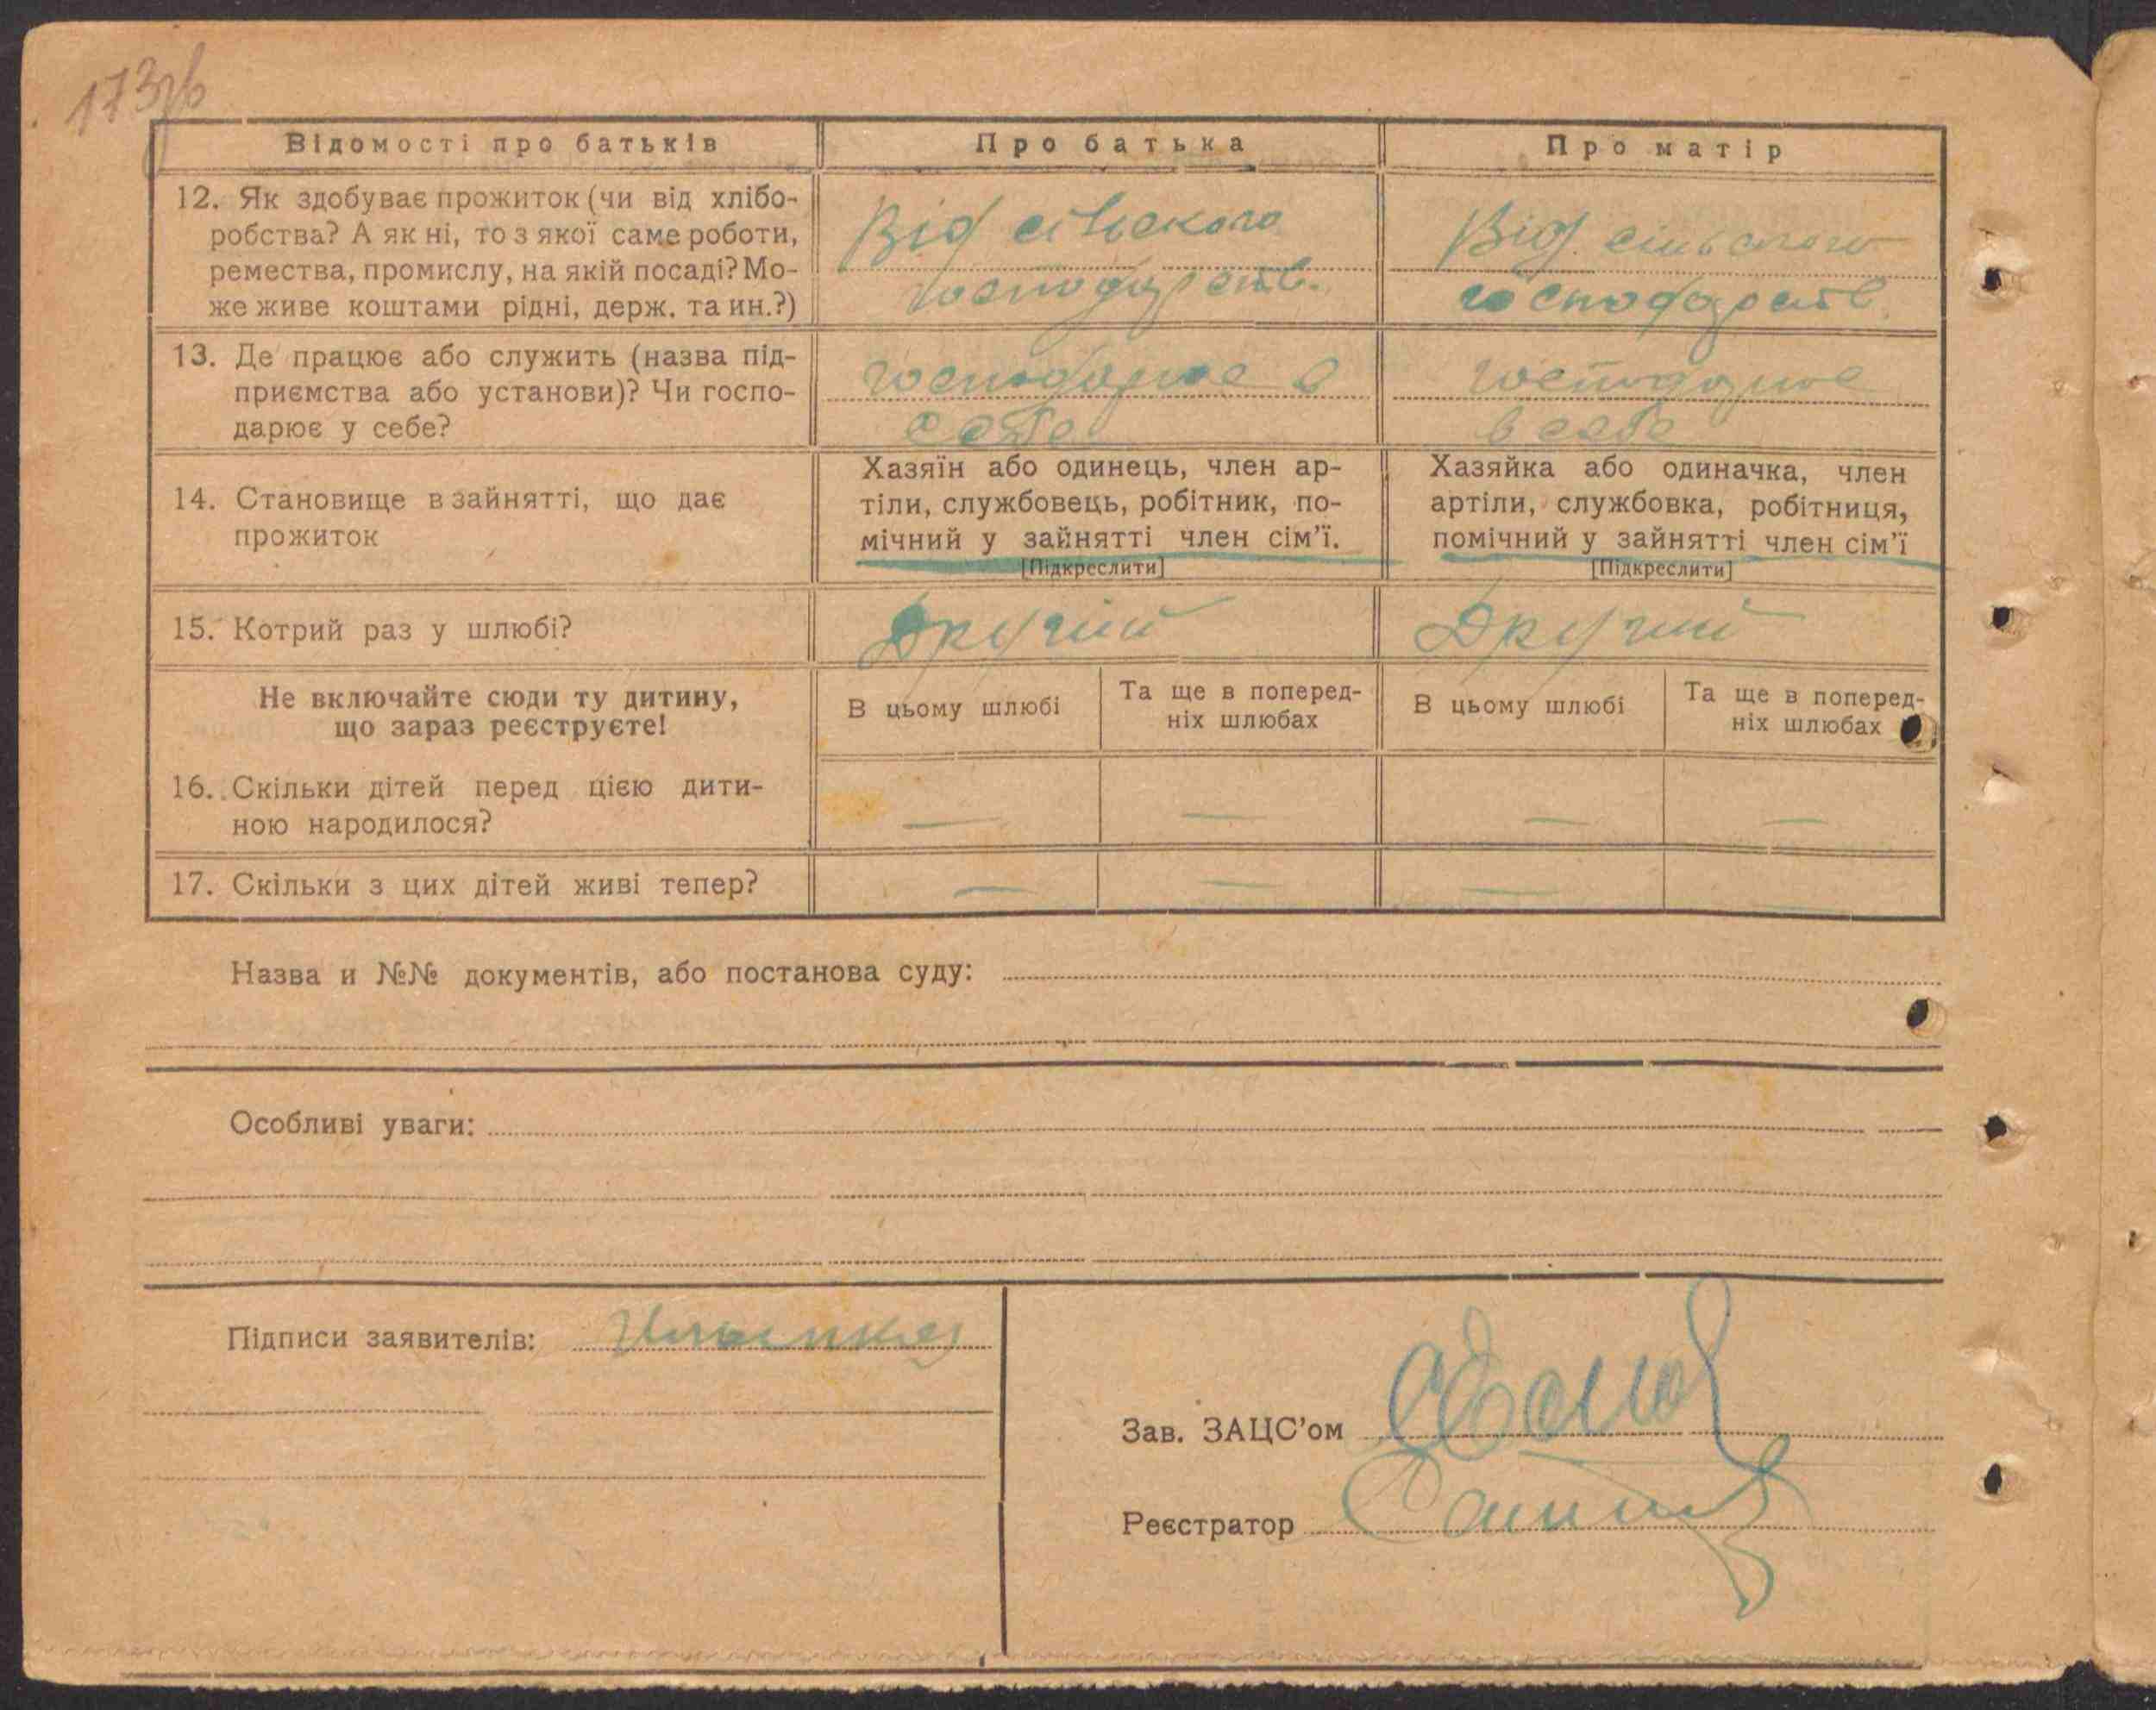 173зв
Відомості про батьків
Про батька
Про матір
12. Як здобуває прожиток (чи від хлібо-
робства? А як ні, то з якої саме роботи,
ремества, промислу, на якій посаді? Мо-
же живе коштами рідні, держ. та ин.?)
Від сільского
господарств.
Від сільского
господарств.
13. Де працює або служить (назва під-
приємства або установи)? Чи госпо-
дарює у себе?
господарює в
себе
господарює
в себе
14. Становище в зайнятті, що дає
прожиток
Хазяїн або одинець, член ар-
тіли, службовець, робітник, по-
мічний у зайнятті член сім'ї.
[Підкреслити]
Хазяйка або одиначка, член
артіли, службовка, робітниця,
помічний у зайнятті член сім'ї
[Підкреслити]
15. Котрий раз у шлюбі?
Другий
Другий
Не включайте сюди ту дитину,
що зараз реєструєте!
В цьому шлюбі
Та ще в поперед-
ніх шлюбах
В цьому шлюбі
Та ще в поперед-
ніх шлюбах
16. Скільки дітей перед цією дити-
ною народилося?
— — — —
17. Скільки з цих дітей живі тепер?
— — — —
Назва и №№ документів, або постанова суду:
Особливі уваги:
Підписи заявителів:
Зав. ЗАЦС'ом
Реєстратор